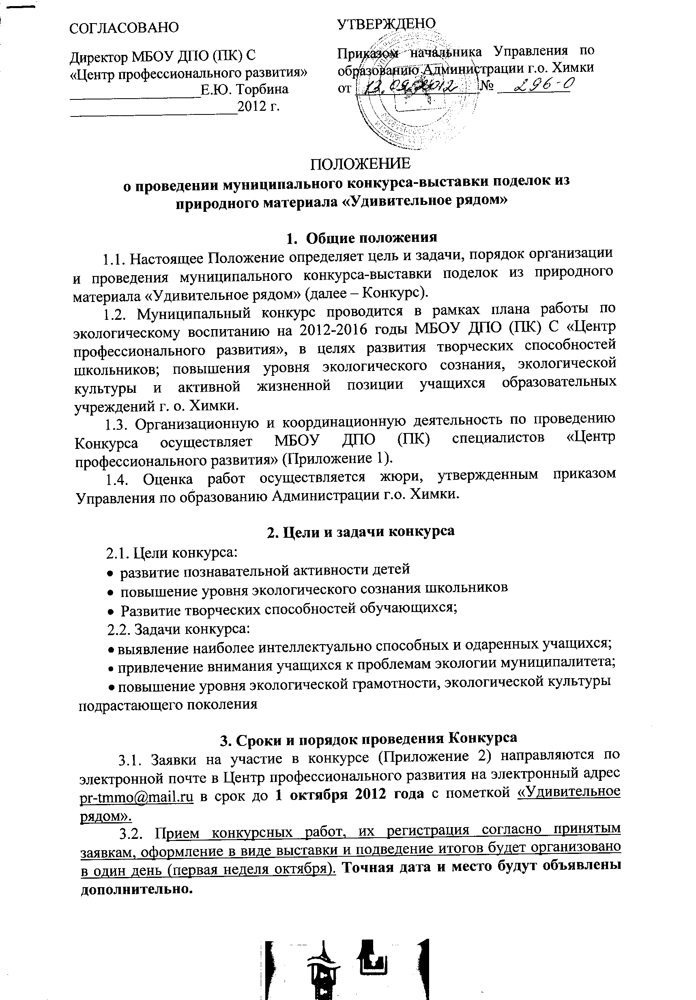 СОГЛАСОВАНО
Директор МБОУ ДПО (ПК) С
«Центр профессионального развития»
Е.Ю. Торбина
2012 г.
УТВЕРЖДЕНО
Приказом начальника Управления по
образованию Администрации г.о. Химки
от 13.09.2012 № 296-О
ПОЛОЖЕНИЕ
о проведении муниципального конкурса-выставки поделок из
природного материала «Удивительное рядом»
1. Общие положения
1.1. Настоящее Положение определяет цель и задачи, порядок организации
и проведения муниципального конкурса-выставки поделок из природного
материала «Удивительное рядом» (далее – Конкурс).
1.2. Муниципальный конкурс проводится в рамках плана работы по
экологическому воспитанию на 2012-2016 годы МБОУ ДПО (ПК) С «Центр
профессионального развития», в целях развития творческих способностей
школьников; повышения уровня экологического сознания, экологической
культуры и активной жизненной позиции учащихся образовательных
учреждений г. о. Химки.
1.3. Организационную и координационную деятельность по проведению
Конкурса осуществляет МБОУ ДПО (ПК) специалистов «Центр
профессионального развития» (Приложение 1).
1.4. Оценка работ осуществляется жюри, утвержденным приказом
Управления по образованию Администрации г.о. Химки.
2. Цели и задачи конкурса
2.1. Цели конкурса:
• развитие познавательной активности детей
• повышение уровня экологического сознания школьников
• Развитие творческих способностей обучающихся;
2.2. Задачи конкурса:
• выявление наиболее интеллектуально способных и одаренных учащихся;
• привлечение внимания учащихся к проблемам экологии муниципалитета;
• повышение уровня экологической грамотности, экологической культуры
подрастающего поколения
3. Сроки и порядок проведения Конкурса
3.1. Заявки на участие в конкурсе (Приложение 2) направляются по
электронной почте в Центр профессионального развития на электронный адрес
pr-tmmo@mail.ru в срок до 1 октября 2012 года с пометкой «Удивительное
рядом».
3.2. Прием конкурсных работ, их регистрация согласно принятым
заявкам, оформление в виде выставки и подведение итогов будет организовано
в один день (первая неделя октября). Точная дата и место будут объявлены
дополнительно.